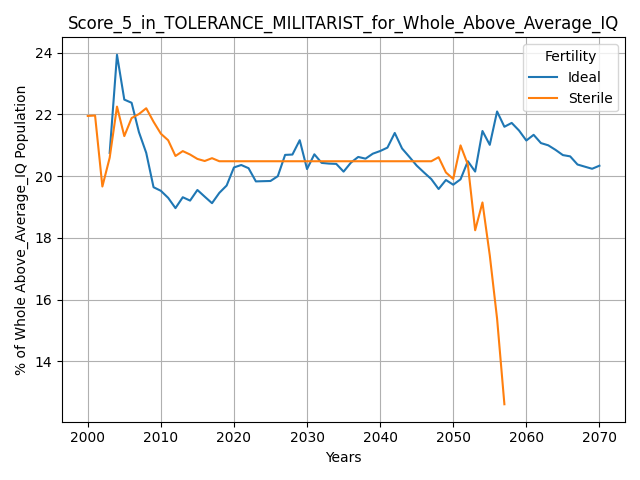 Score_5_in_TOLERANCE_MILITARIST_for_Whole_Above_Average_IQ
Fertility
Ideal
Sterile
% of Whole Above_Average_IQ Population
24
22
20
18
16
14
2000
2010
2020
2030
2040
2050
2060
2070
Years